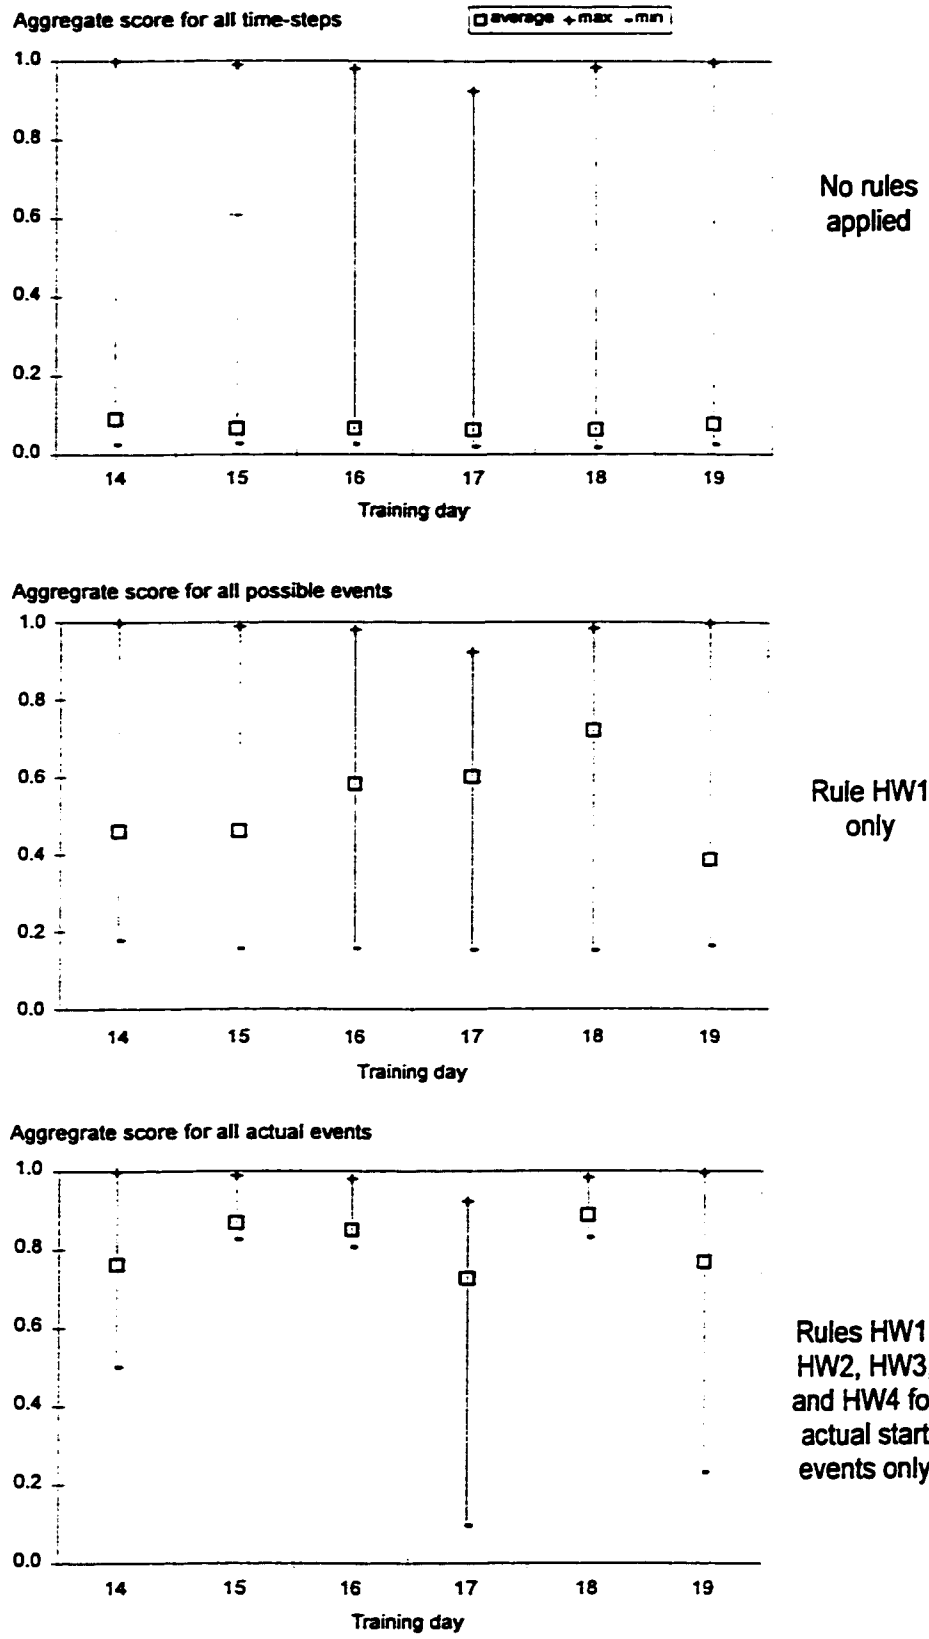 Aggregate score for all time-steps
average max min
1.0
0.8
0.6
0.4
0.2
0.0
14 15 16 17 18 19
Training day
No rules
applied
Aggregrate score for all possible events
1.0
0.8
0.6
0.4
0.2
0.0
14 15 16 17 18 19
Training day
Rule HW1
only
Aggregrate score for all actual events
1.0
0.8
0.6
0.4
0.2
0.0
14 15 16 17 18 19
Training day
Rules HW1
HW2, HW3,
and HW4 fo
actual start
events only